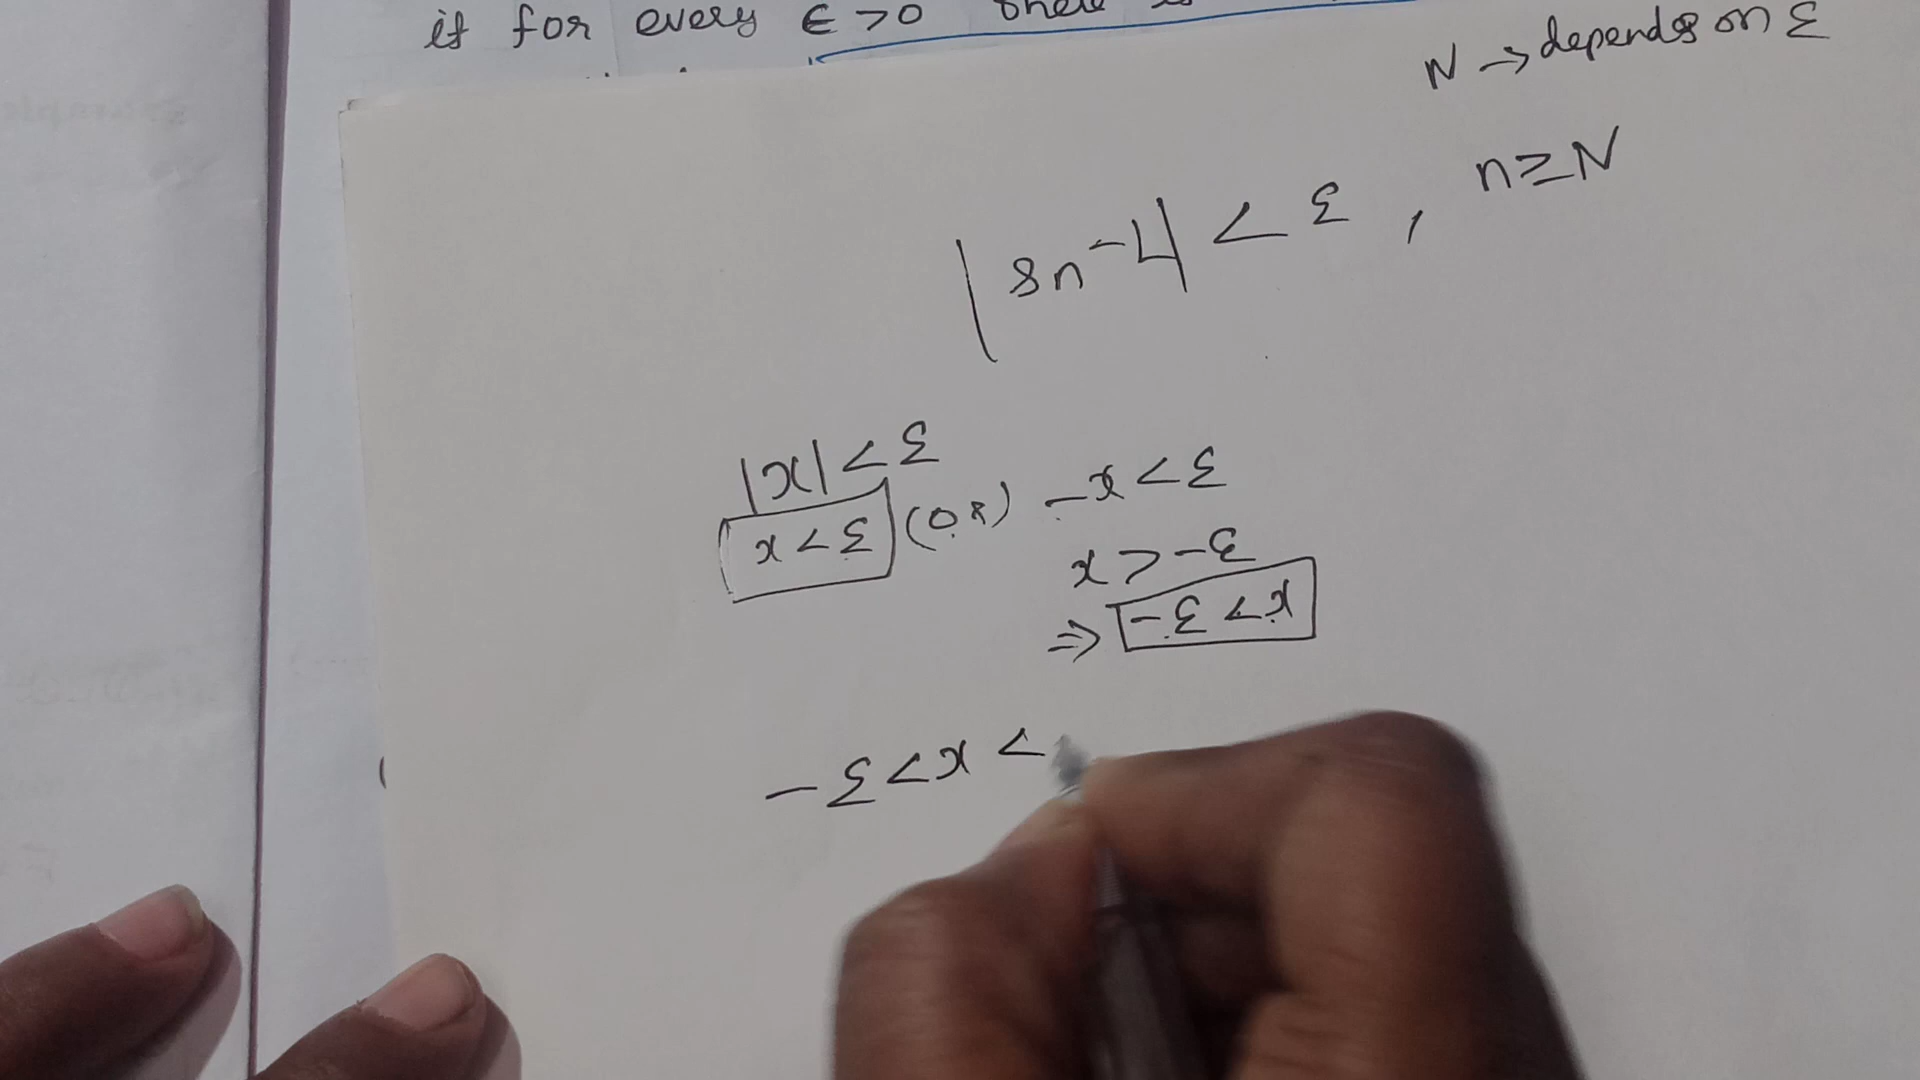 if for every ϵ >0
N → depends on Ɛ
|sn - 4| < Ɛ , n ≥ N
|x| < Ɛ
x < Ɛ (or) -x < Ɛ
x > -Ɛ
⇒ -Ɛ < x
-Ɛ < x <